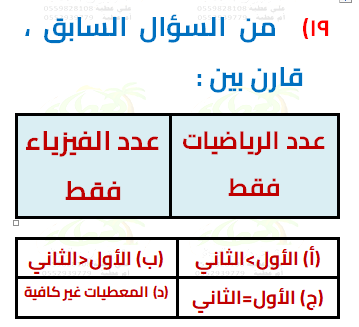 ١٩) من السؤال السابق ،
قارن بين :
عدد الرياضيات فقط
عدد الفيزياء فقط
(أ) الأول>الثاني
(ب) الأول<الثاني
(ج) الأول=الثاني
(د) المعطيات غير كافية